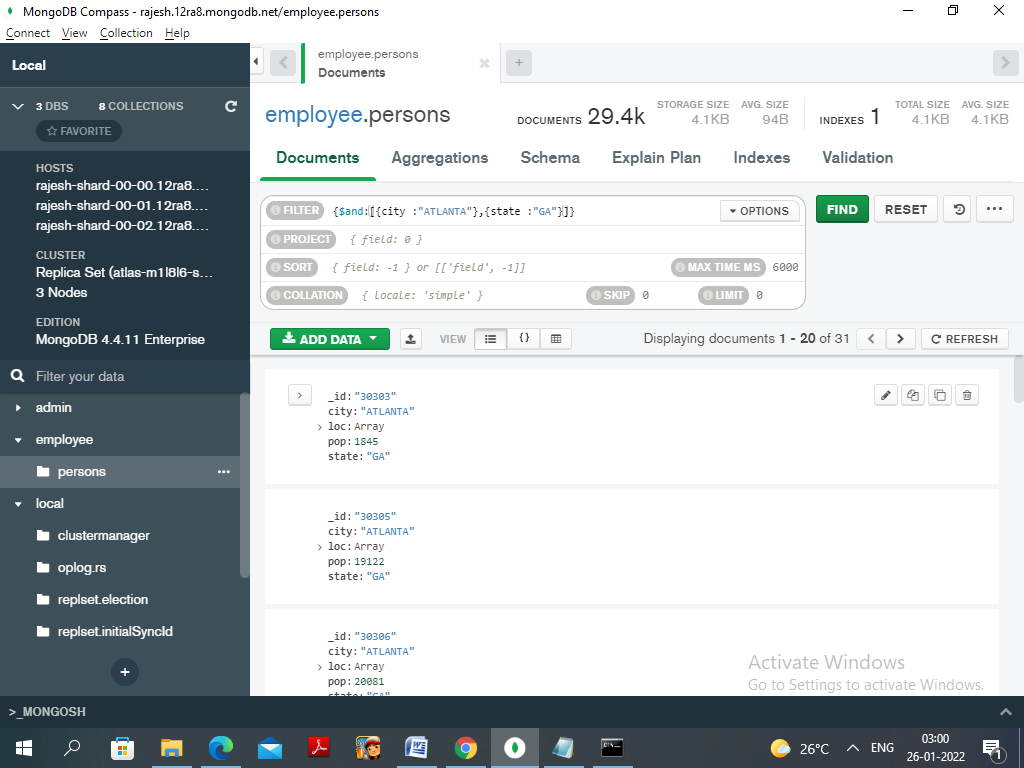 MongoDB Compass - rajesh.12ra8.mongodb.net/employee.persons
Connect View Collection Help
Local
employee.persons
Documents
3 DBS 8 COLLECTIONS
FAVORITE
HOSTS
rajesh-shard-00-00.12ra8....
rajesh-shard-00-01.12ra8....
rajesh-shard-00-02.12ra8....
CLUSTER
Replica Set (atlas-m1l8l6-s...
3 Nodes
EDITION
MongoDB 4.4.11 Enterprise
Filter your data
admin
employee
persons
local
clustermanager
oplog.rs
replset.election
replset.initialSyncId
employee.persons
DOCUMENTS 29.4k
STORAGE SIZE 4.1KB
AVG. SIZE 94B
INDEXES 1
TOTAL SIZE 4.1KB
AVG. SIZE 4.1KB
Documents Aggregations Schema Explain Plan Indexes Validation
FILTER {$and:[{city :"ATLANTA"},{state :"GA"}]} OPTIONS
FIND RESET
PROJECT { field: 0 }
SORT { field: -1 } or [['field', -1]] MAX TIME MS 6000
COLLATION { locale: 'simple' } SKIP 0 LIMIT 0
ADD DATA VIEW {} Displaying documents 1 - 20 of 31 REFRESH
_id: "30303"
city: "ATLANTA"
loc: Array
pop: 1845
state: "GA"
_id: "30305"
city: "ATLANTA"
loc: Array
pop: 19122
state: "GA"
_id: "30306"
city: "ATLANTA"
loc: Array
pop: 20081
state: "GA"
Activate Windows
Go to Settings to activate Windows.
>_MONGOSH
26°C ENG 03:00
26-01-2022
1